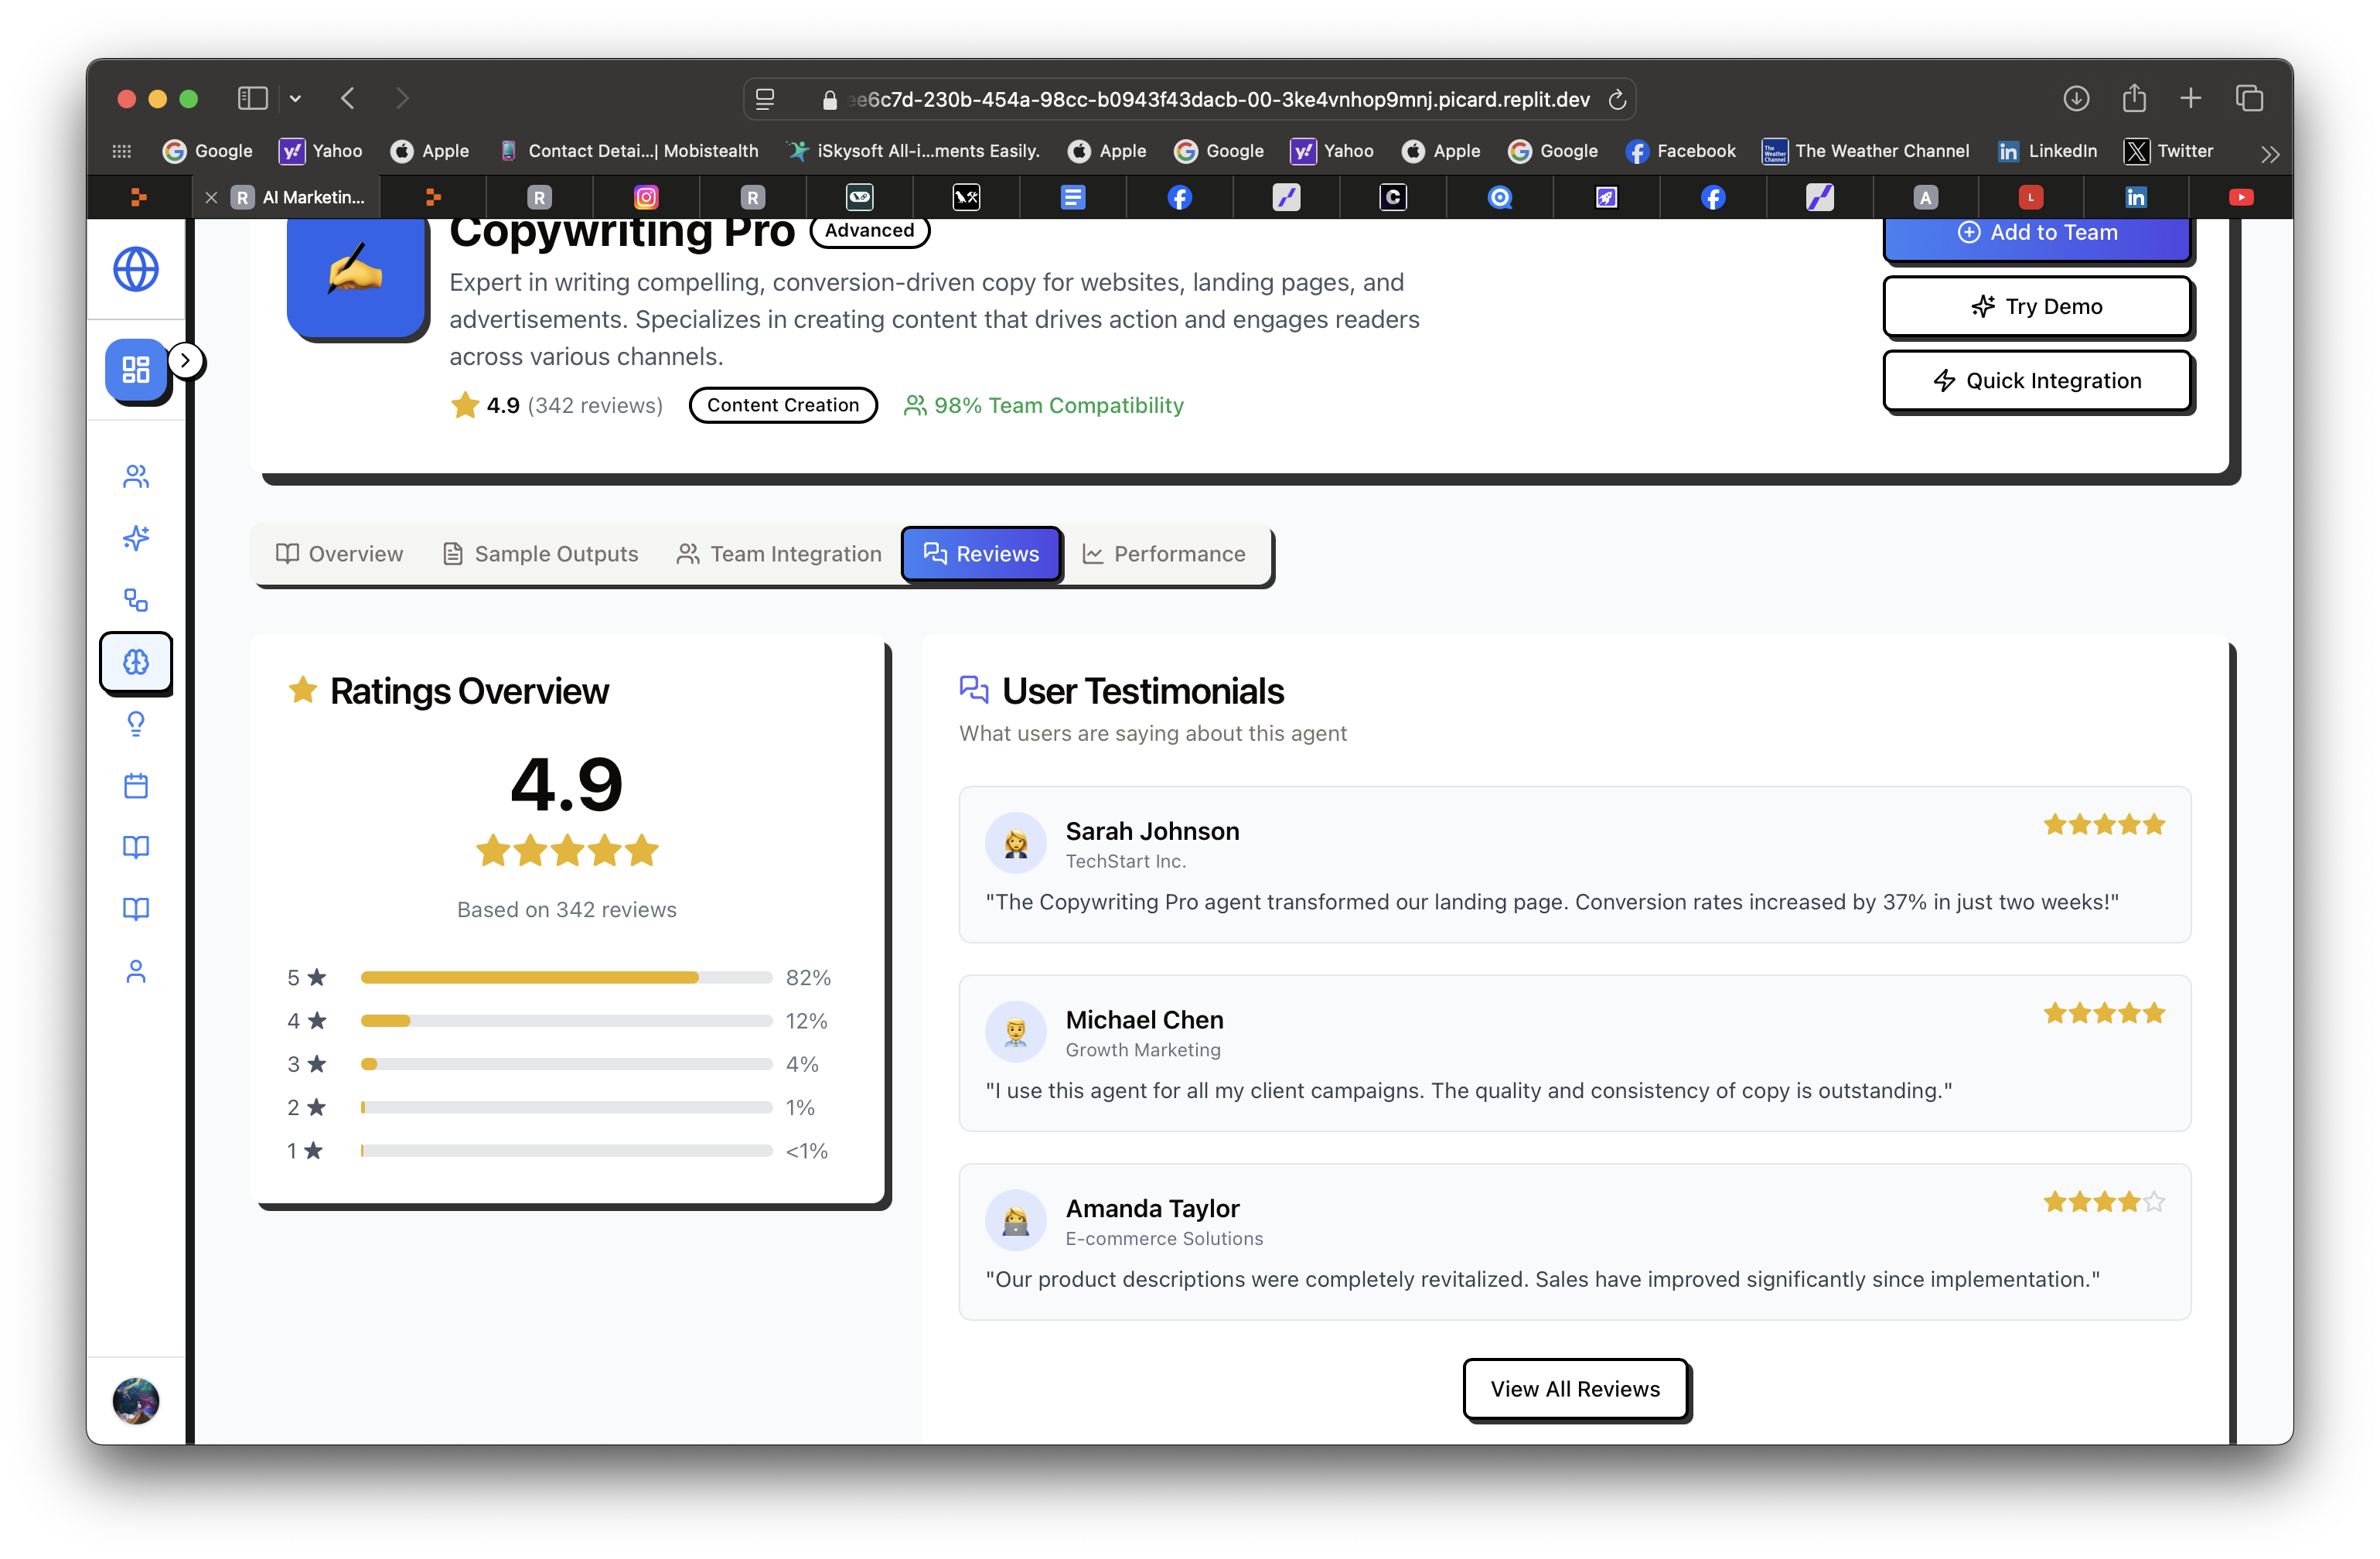 ee6c7d-230b-454a-98cc-b0943f43dacb-00-3ke4vnhop9mnj.picard.replit.dev
Google Yahoo Apple Contact Detai...| Mobistealth iSkysoft All-i...ments Easily. Apple Google Yahoo Apple Google Facebook The Weather Channel LinkedIn Twitter
AI Marketin...
Copywriting Pro Advanced
Add to Team
Expert in writing compelling, conversion-driven copy for websites, landing pages, and
advertisements. Specializes in creating content that drives action and engages readers
across various channels.
Try Demo
Quick Integration
4.9 (342 reviews) Content Creation 98% Team Compatibility
Overview Sample Outputs Team Integration Reviews Performance
Ratings Overview
4.9
Based on 342 reviews
5 ★ 82%
4 ★ 12%
3 ★ 4%
2 ★ 1%
1 ★ <1%
User Testimonials
What users are saying about this agent
Sarah Johnson
TechStart Inc.
"The Copywriting Pro agent transformed our landing page. Conversion rates increased by 37% in just two weeks!"
Michael Chen
Growth Marketing
"I use this agent for all my client campaigns. The quality and consistency of copy is outstanding."
Amanda Taylor
E-commerce Solutions
"Our product descriptions were completely revitalized. Sales have improved significantly since implementation."
View All Reviews